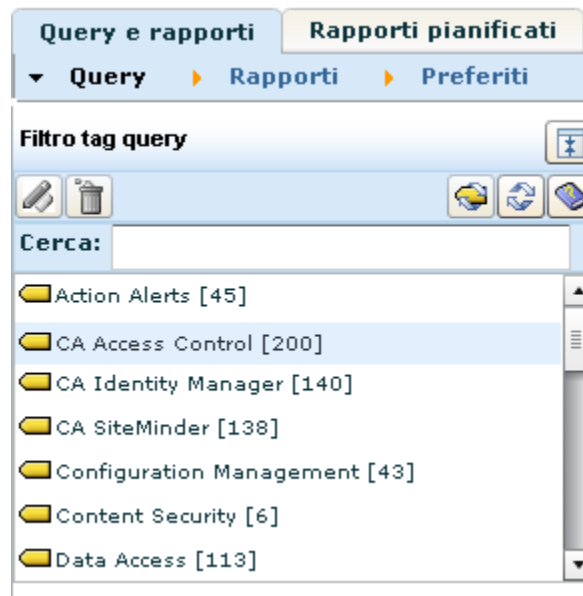 Query e rapporti Rapporti pianificati
Query Rapporti Preferiti
Filtro tag query
Cerca:
Action Alerts [45]
CA Access Control [200]
CA Identity Manager [140]
CA SiteMinder [138]
Configuration Management [43]
Content Security [6]
Data Access [113]